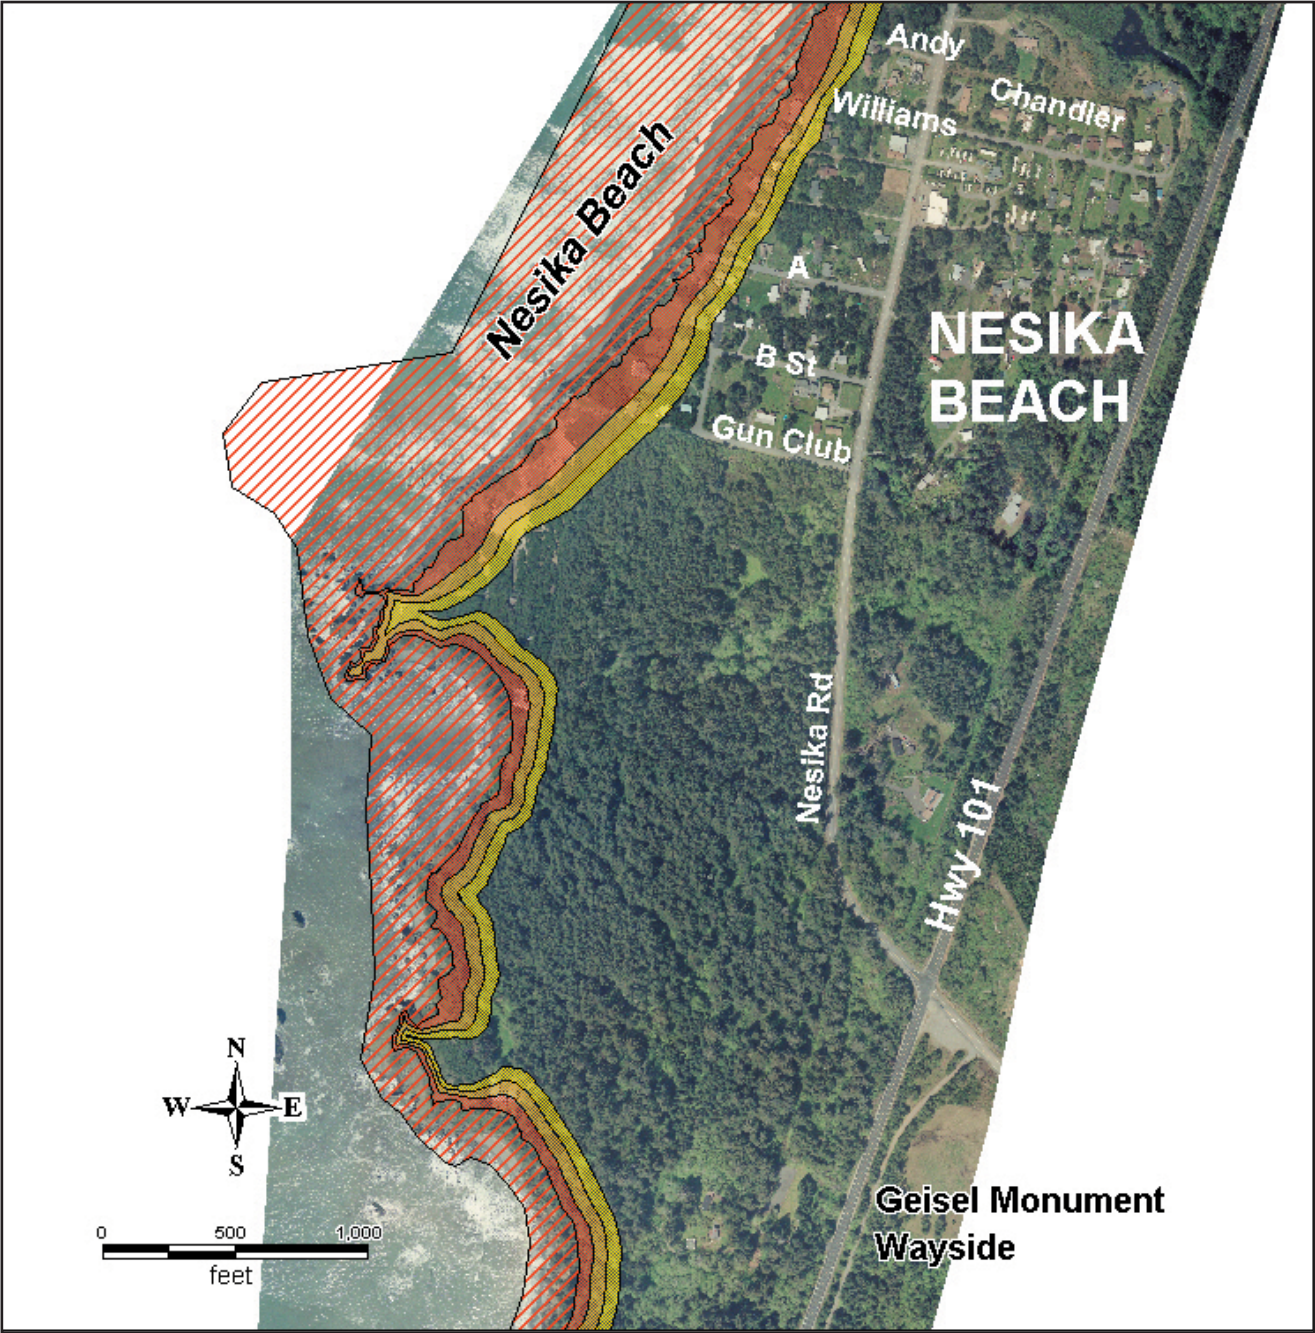 Andy
Chandler
Williams
Nesika Beach
A
NESIKA
BEACH
B St
Gun Club
Nesika Rd
Hwy 101
N
W E
S
Geisel Monument
Wayside
0 500 1,000
feet